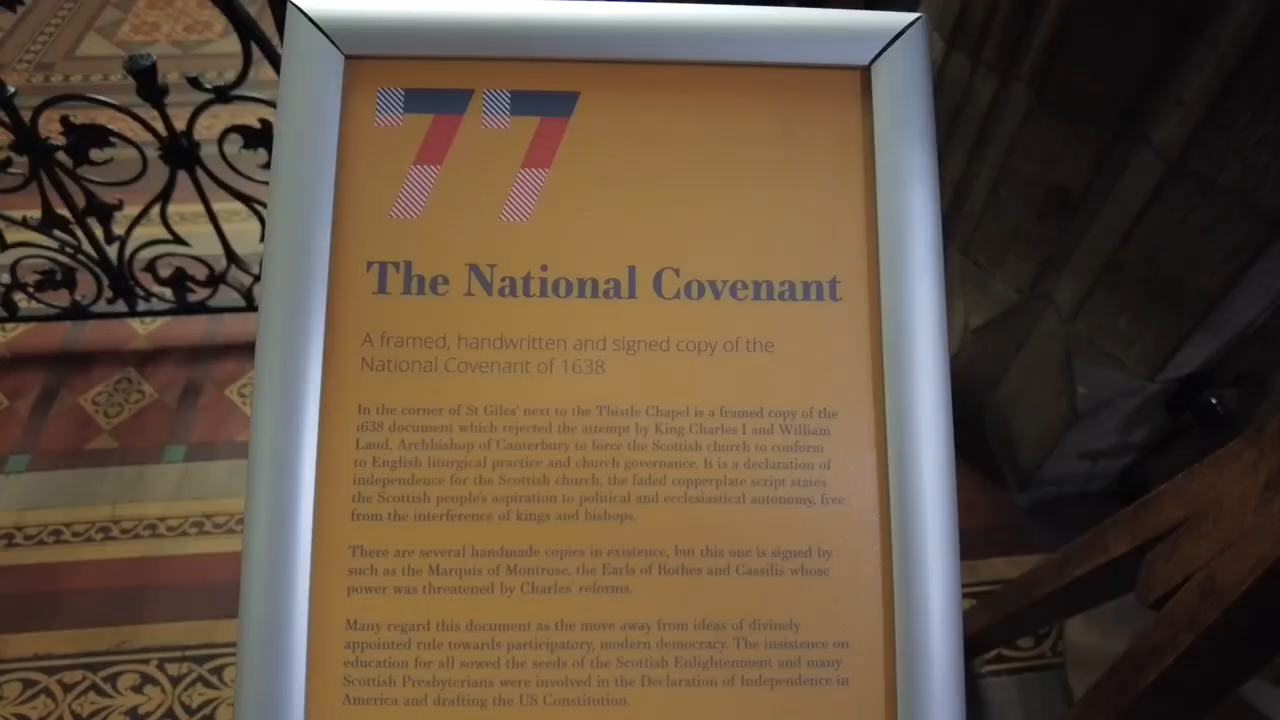 77
The National Covenant
A framed, handwritten and signed copy of the
National Covenant of 1638
In the corner of St Giles' next to the Thistle Chapel is a framed copy of the
1638 document which rejected the attempt by King Charles I and William
Laud, Archbishop of Canterbury to force the Scottish church to conform
to English liturgical practice and church governance. It is a declaration of
independence for the Scottish church; the faded copperplate script states
the Scottish people's aspiration to political and ecclesiastical autonomy, free
from the interference of kings and bishops.
There are several handmade copies in existence, but this one is signed by
such as the Marquis of Montrose, the Earls of Rothes and Cassilis whose
power was threatened by Charles' reforms.
Many regard this document as the move away from ideas of divinely
appointed rule towards participatory, modern democracy. The insistence on
education for all sowed the seeds of the Scottish Enlightenment and many
Scottish Presbyterians were involved in the Declaration of Independence in
America and drafting the US Constitution.